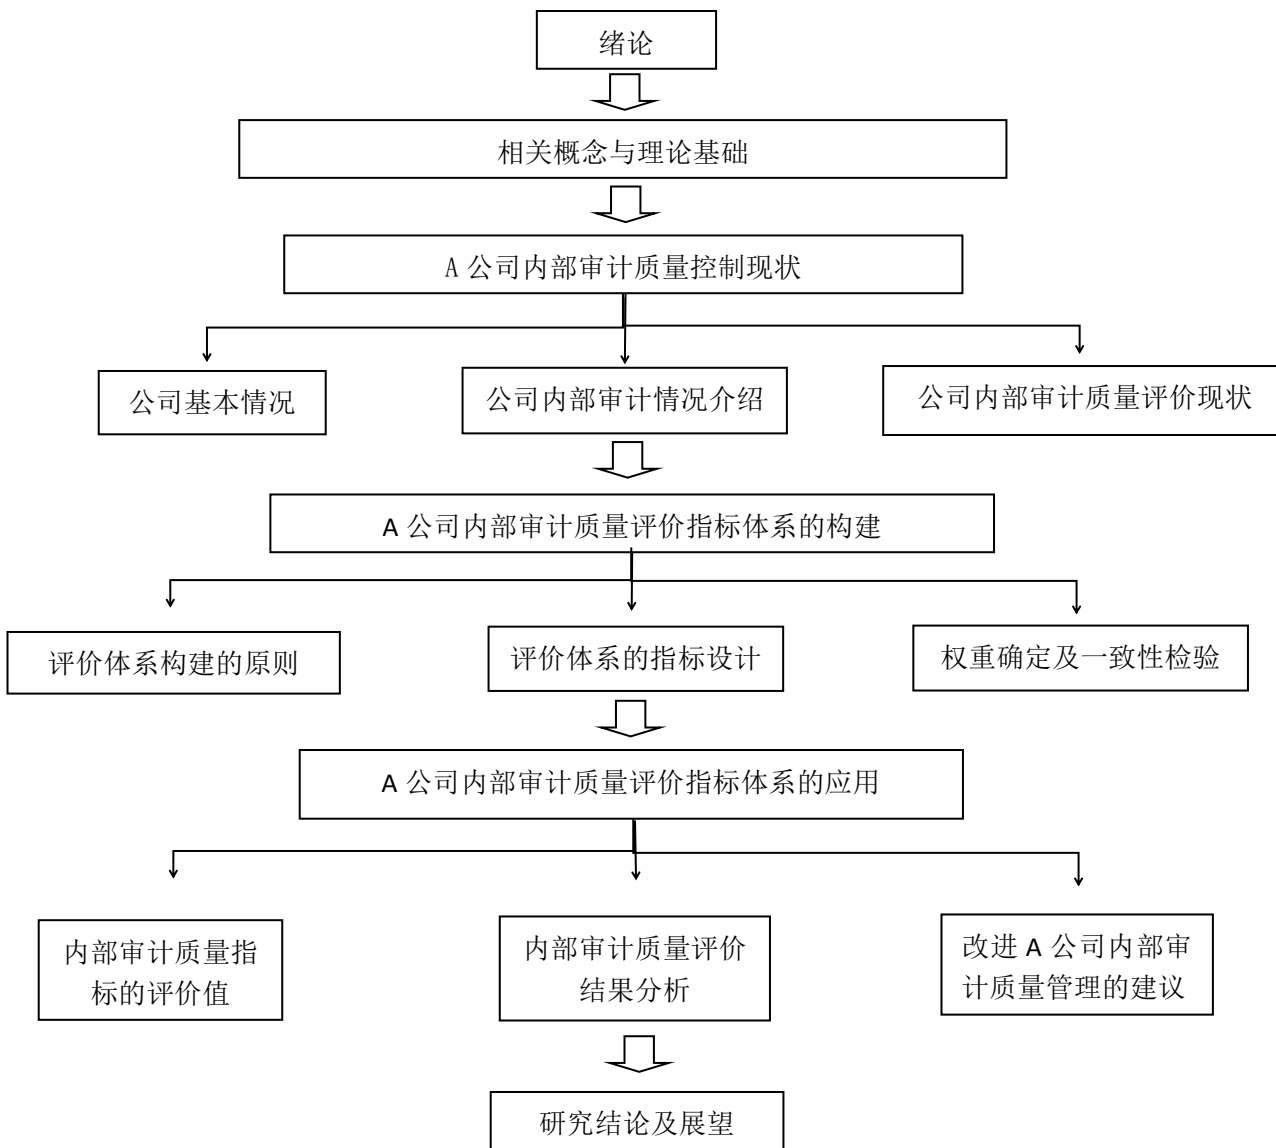 绪论
相关概念与理论基础
A 公司内部审计质量控制现状
公司基本情况
公司内部审计情况介绍
公司内部审计质量评价现状
A 公司内部审计质量评价指标体系的构建
评价体系构建的原则
评价体系的指标设计
权重确定及一致性检验
A 公司内部审计质量评价指标体系的应用
内部审计质量指
标的评价值
内部审计质量评价
结果分析
改进 A 公司内部审
计质量管理的建议
研究结论及展望